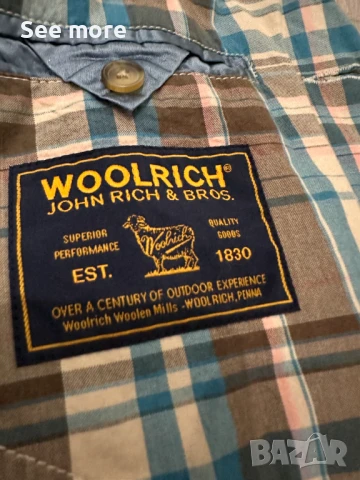 See more
WOOLRICH®
JOHN RICH & BROS.
SUPERIOR PERFORMANCE
QUALITY GOODS
Woolrich
EST. 1830
OVER A CENTURY OF OUTDOOR EXPERIENCE
Woolrich Woolen Mills - WOOLRICH, PENNA
BAZAR